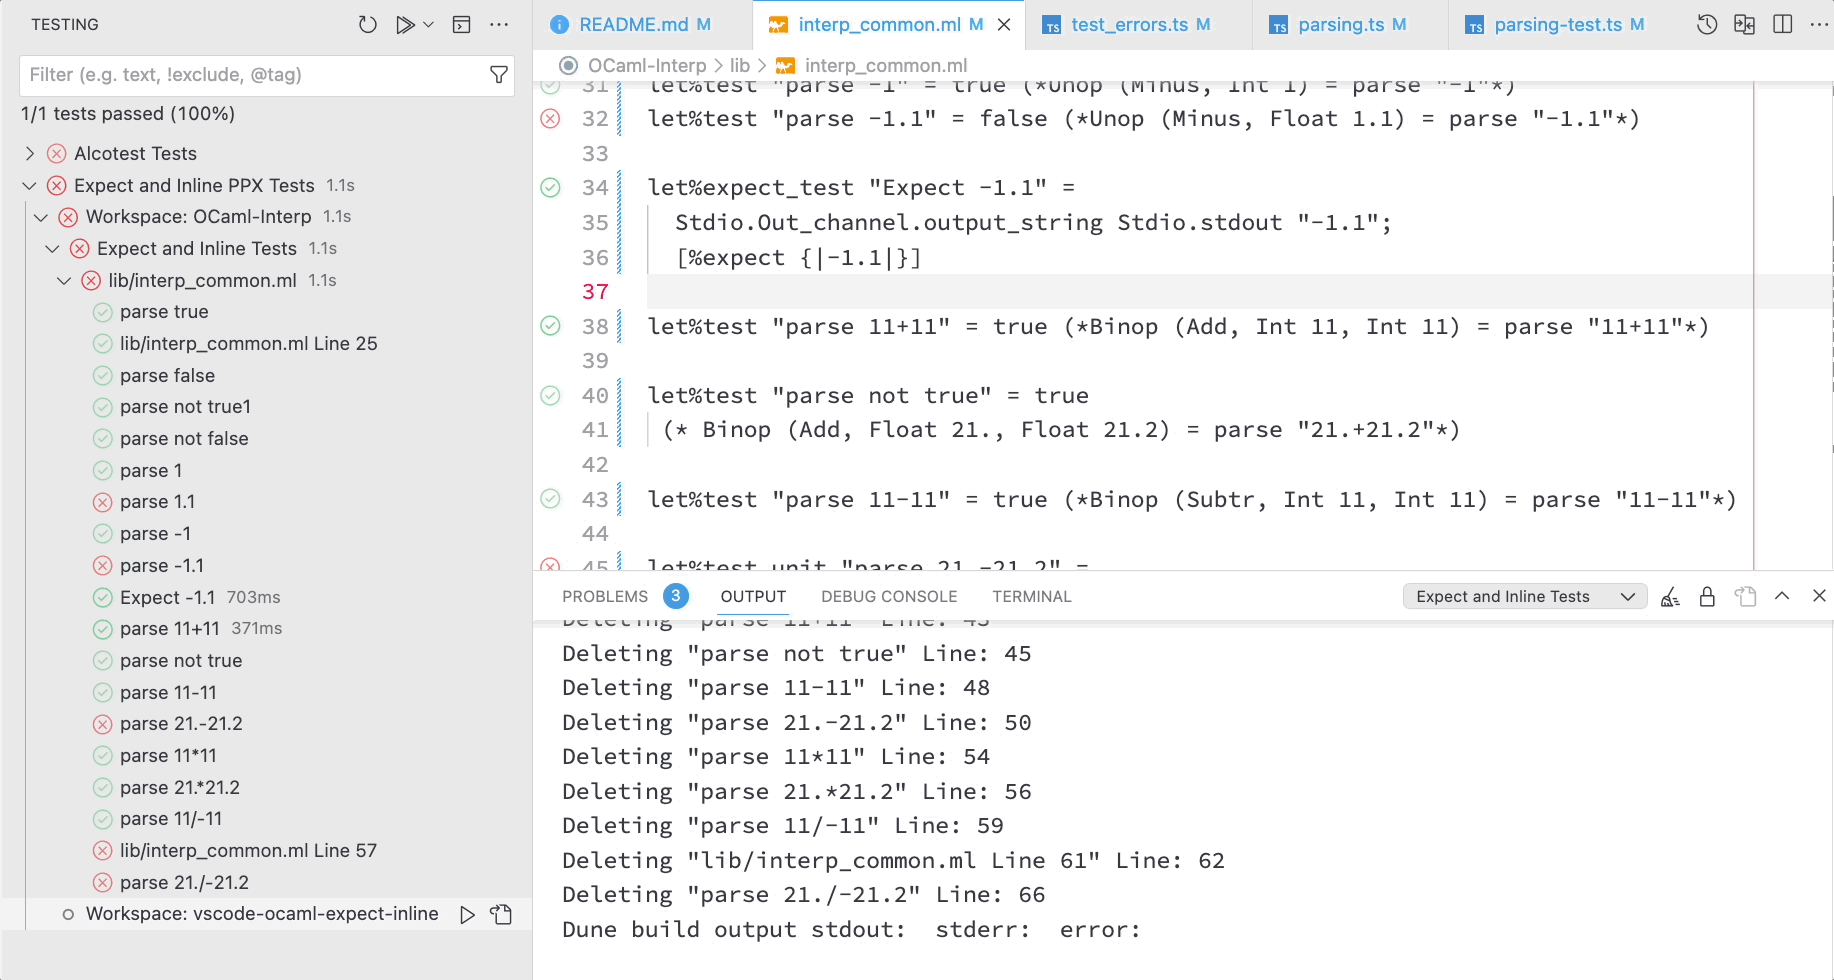 TESTING
Filter (e.g. text, !exclude, @tag)
1/1 tests passed (100%)
Alcotest Tests
Expect and Inline PPX Tests 1.1s
Workspace: OCaml-Interp 1.1s
Expect and Inline Tests 1.1s
lib/interp_common.ml 1.1s
parse true
lib/interp_common.ml Line 25
parse false
parse not true1
parse not false
parse 1
parse 1.1
parse -1
parse -1.1
Expect -1.1 703ms
parse 11+11 371ms
parse not true
parse 11-11
parse 21.-21.2
parse 11*11
parse 21.*21.2
parse 11/-11
lib/interp_common.ml Line 57
parse 21./-21.2
Workspace: vscode-ocaml-expect-inline
README.md M
interp_common.ml M
TS test_errors.ts M
TS parsing.ts M
TS parsing-test.ts M
OCaml-Interp > lib > interp_common.ml
31 let%test "parse -1" = true (*Unop (Minus, Int 1) = parse "-1"*)
32 let%test "parse -1.1" = false (*Unop (Minus, Float 1.1) = parse "-1.1"*)
33
34 let%expect_test "Expect -1.1" =
35 Stdio.Out_channel.output_string Stdio.stdout "-1.1";
36 [%expect {|-1.1|}]
37
38 let%test "parse 11+11" = true (*Binop (Add, Int 11, Int 11) = parse "11+11"*)
39
40 let%test "parse not true" = true
41 (* Binop (Add, Float 21., Float 21.2) = parse "21.+21.2"*)
42
43 let%test "parse 11-11" = true (*Binop (Subtr, Int 11, Int 11) = parse "11-11"*)
44
45 let%test_unit "parse 21.-21.2" =
PROBLEMS 3 OUTPUT DEBUG CONSOLE TERMINAL
Expect and Inline Tests
Deleting "parse 11+11" Line: 43
Deleting "parse not true" Line: 45
Deleting "parse 11-11" Line: 48
Deleting "parse 21.-21.2" Line: 50
Deleting "parse 11*11" Line: 54
Deleting "parse 21.*21.2" Line: 56
Deleting "parse 11/-11" Line: 59
Deleting "lib/interp_common.ml Line 61" Line: 62
Deleting "parse 21./-21.2" Line: 66
Dune build output stdout: stderr: error: